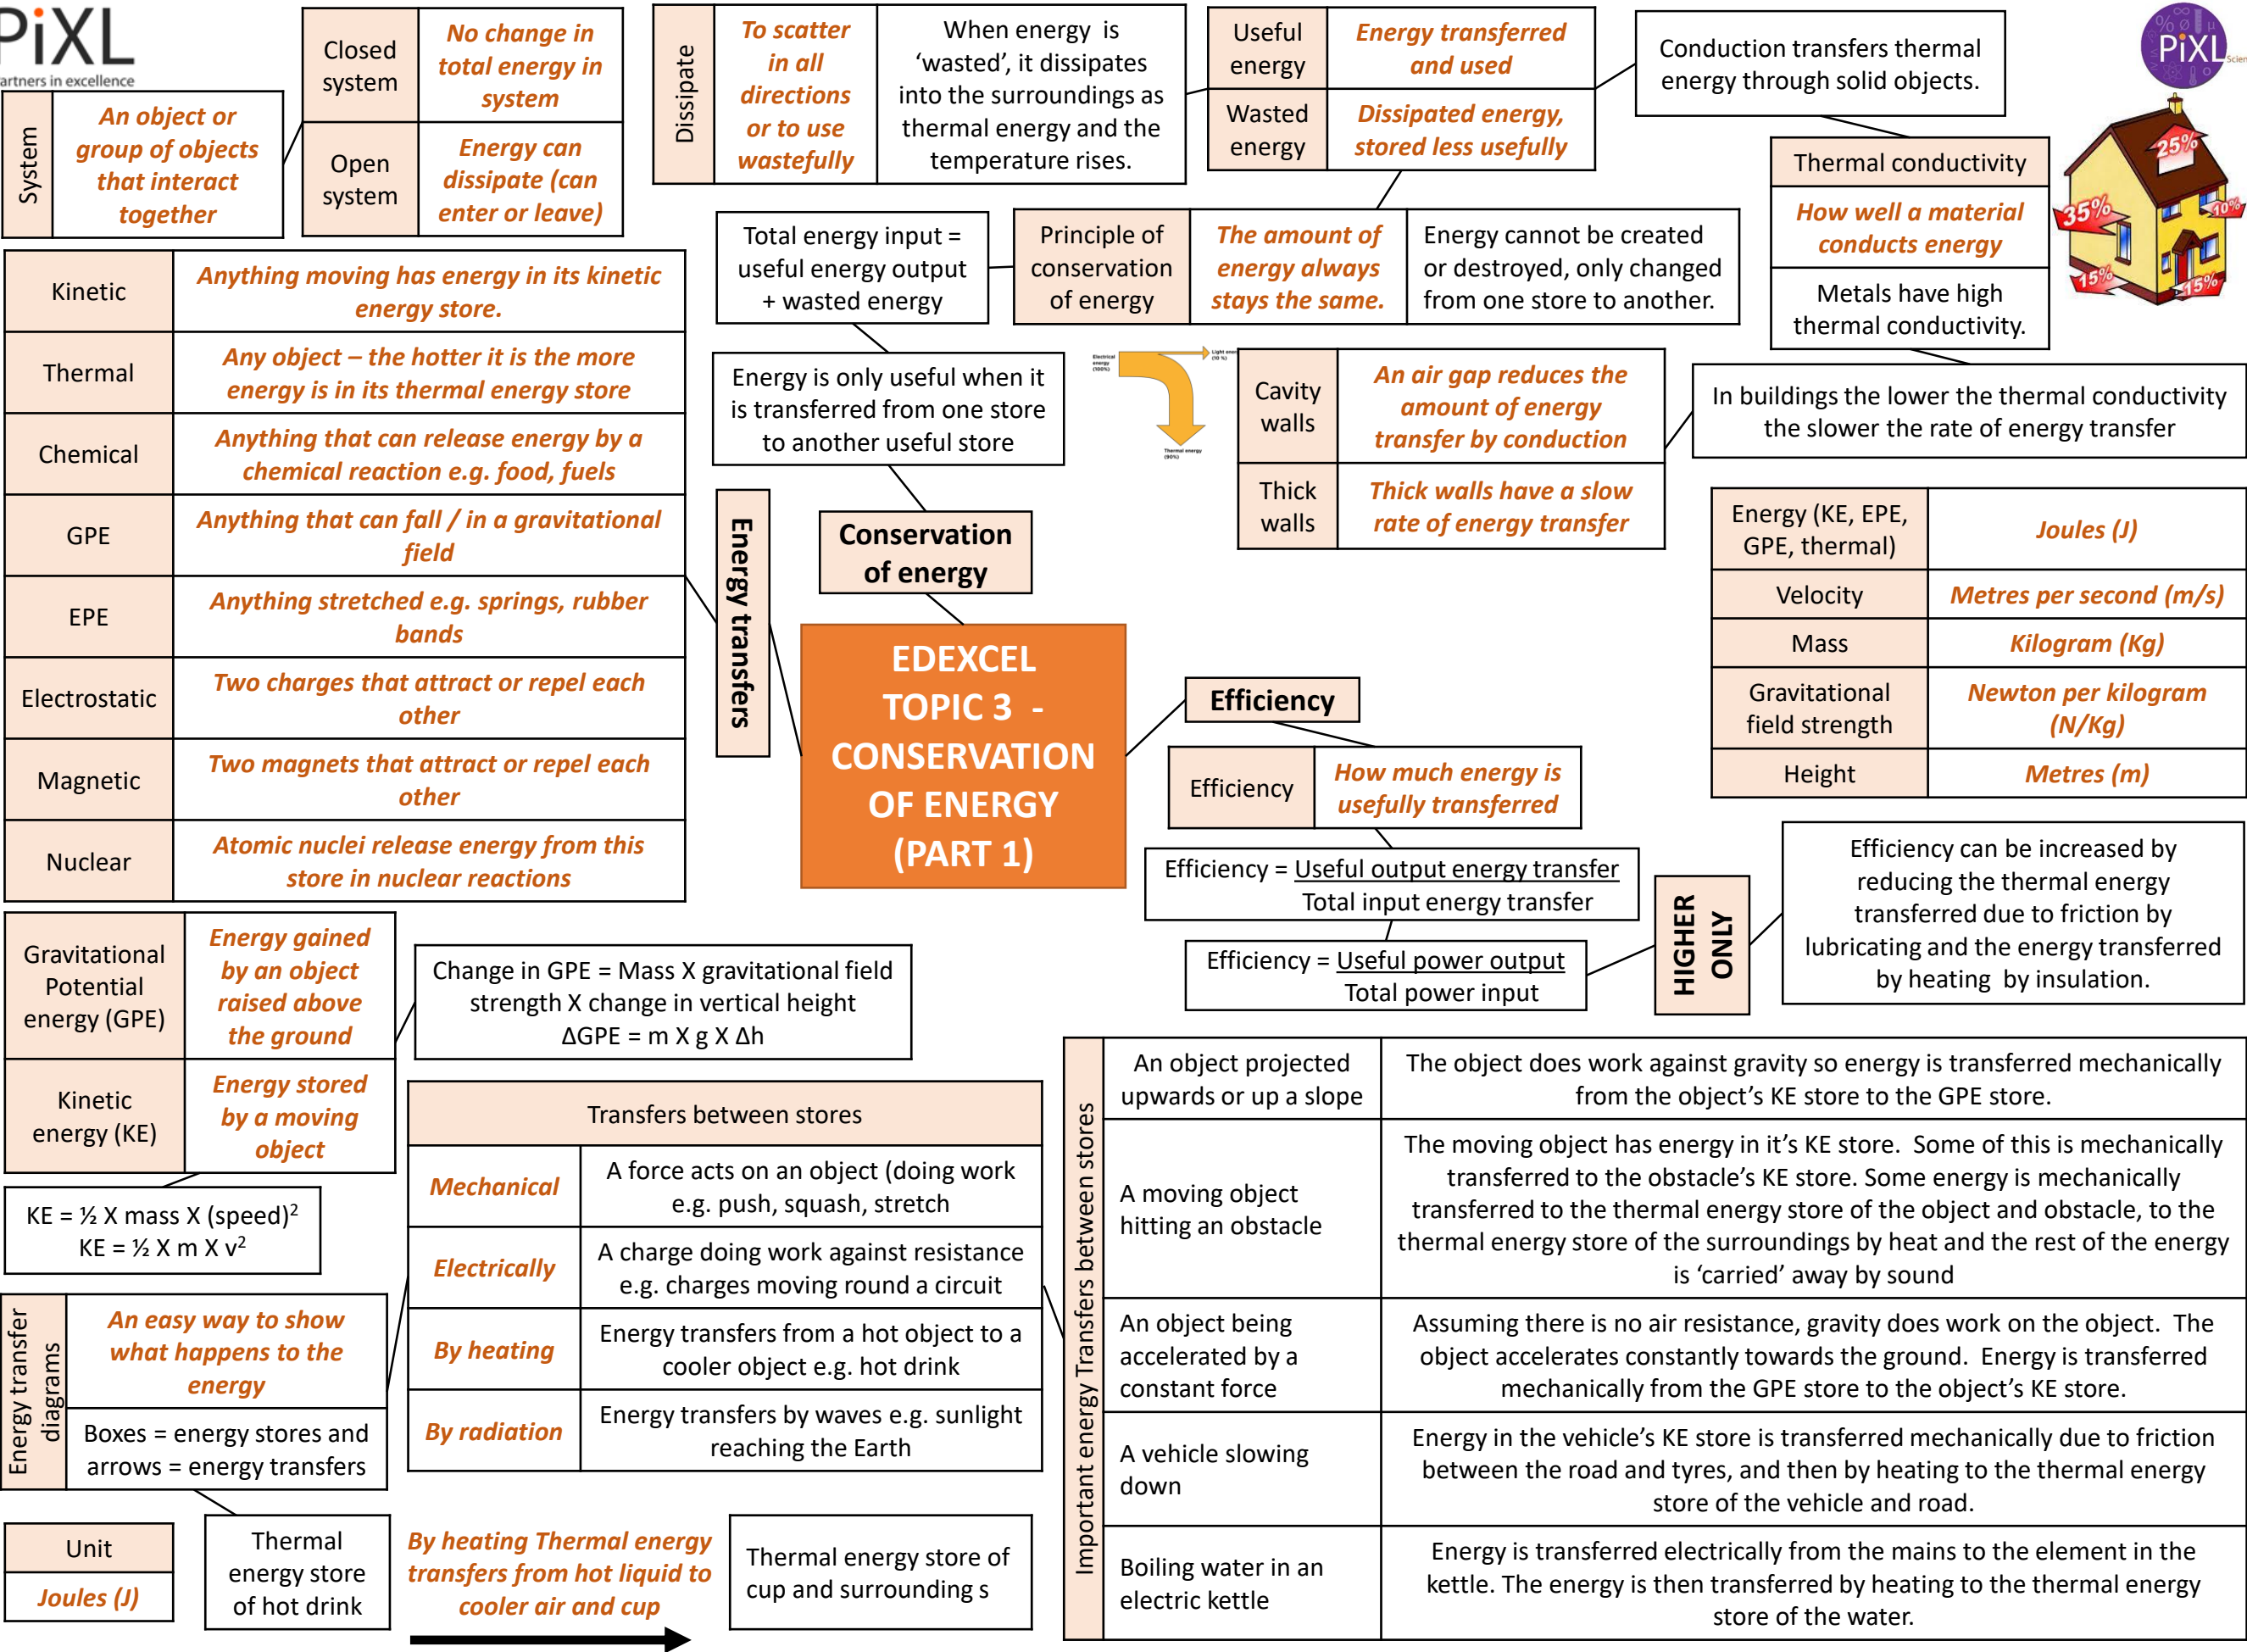 PiXL
artners in excellence
Closed
system
No change in
total energy in
system
Open
system
Energy can
dissipate (can
enter or leave)
System
An object or
group of objects
that interact
together
Dissipate
To scatter
in all
directions
or to use
wastefully
When energy is
‘wasted’, it dissipates
into the surroundings as
thermal energy and the
temperature rises.
Useful
energy
Energy transferred
and used
Wasted
energy
Dissipated energy,
stored less usefully
Conduction transfers thermal
energy through solid objects.
PiXL
Scien
Thermal conductivity
How well a material
conducts energy
Metals have high
thermal conductivity.
25%
35%
10%
15%
15%
Total energy input =
useful energy output
+ wasted energy
Principle of
conservation
of energy
The amount of
energy always
stays the same.
Energy cannot be created
or destroyed, only changed
from one store to another.
Kinetic
Anything moving has energy in its kinetic
energy store.
Thermal
Any object – the hotter it is the more
energy is in its thermal energy store
Chemical
Anything that can release energy by a
chemical reaction e.g. food, fuels
GPE
Anything that can fall / in a gravitational
field
EPE
Anything stretched e.g. springs, rubber
bands
Electrostatic
Two charges that attract or repel each
other
Magnetic
Two magnets that attract or repel each
other
Nuclear
Atomic nuclei release energy from this
store in nuclear reactions
Energy is only useful when it
is transferred from one store
to another useful store
Electrical
energy
(100%)
Light ener
(10 %)
Thermal energy
(90%)
Cavity
walls
An air gap reduces the
amount of energy
transfer by conduction
Thick
walls
Thick walls have a slow
rate of energy transfer
In buildings the lower the thermal conductivity
the slower the rate of energy transfer
Energy transfers
Conservation
of energy
EDEXCEL
TOPIC 3 -
CONSERVATION
OF ENERGY
(PART 1)
Energy (KE, EPE,
GPE, thermal)
Joules (J)
Velocity
Metres per second (m/s)
Mass
Kilogram (Kg)
Gravitational
field strength
Newton per kilogram
(N/Kg)
Height
Metres (m)
Efficiency
Efficiency
How much energy is
usefully transferred
Efficiency = Useful output energy transfer
Total input energy transfer
Efficiency = Useful power output
Total power input
HIGHER
ONLY
Efficiency can be increased by
reducing the thermal energy
transferred due to friction by
lubricating and the energy transferred
by heating by insulation.
Gravitational
Potential
energy (GPE)
Energy gained
by an object
raised above
the ground
Kinetic
energy (KE)
Energy stored
by a moving
object
Change in GPE = Mass X gravitational field
strength X change in vertical height
ΔGPE = m X g X Δh
KE = ½ X mass X (speed)²
KE = ½ X m X v²
Transfers between stores
Mechanical
A force acts on an object (doing work
e.g. push, squash, stretch
Electrically
A charge doing work against resistance
e.g. charges moving round a circuit
By heating
Energy transfers from a hot object to a
cooler object e.g. hot drink
By radiation
Energy transfers by waves e.g. sunlight
reaching the Earth
Energy transfer
diagrams
An easy way to show
what happens to the
energy
Boxes = energy stores and
arrows = energy transfers
Unit
Joules (J)
Thermal
energy store
of hot drink
By heating Thermal energy
transfers from hot liquid to
cooler air and cup
Thermal energy store of
cup and surrounding s
Important energy Transfers between stores
An object projected
upwards or up a slope
The object does work against gravity so energy is transferred mechanically
from the object’s KE store to the GPE store.
A moving object
hitting an obstacle
The moving object has energy in it’s KE store. Some of this is mechanically
transferred to the obstacle’s KE store. Some energy is mechanically
transferred to the thermal energy store of the object and obstacle, to the
thermal energy store of the surroundings by heat and the rest of the energy
is ‘carried’ away by sound
An object being
accelerated by a
constant force
Assuming there is no air resistance, gravity does work on the object. The
object accelerates constantly towards the ground. Energy is transferred
mechanically from the GPE store to the object’s KE store.
A vehicle slowing
down
Energy in the vehicle’s KE store is transferred mechanically due to friction
between the road and tyres, and then by heating to the thermal energy
store of the vehicle and road.
Boiling water in an
electric kettle
Energy is transferred electrically from the mains to the element in the
kettle. The energy is then transferred by heating to the thermal energy
store of the water.